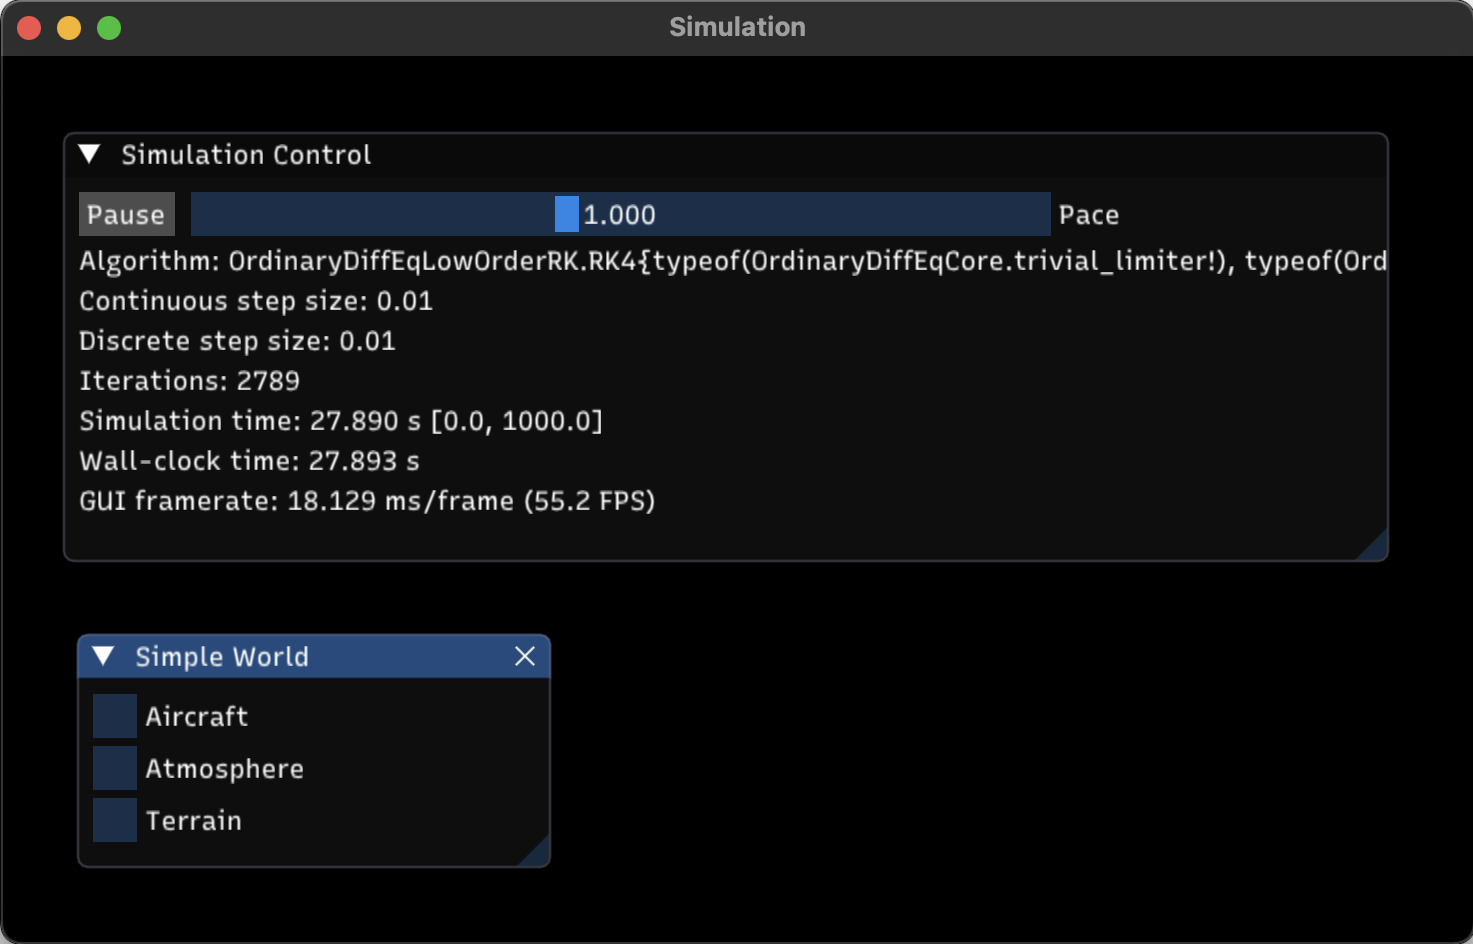 Simulation
Simulation Control
Pause 1.000 Pace
Algorithm: OrdinaryDiffEqLowOrderRK.RK4{typeof(OrdinaryDiffEqCore.trivial_limiter!), typeof(Ord
Continuous step size: 0.01
Discrete step size: 0.01
Iterations: 2789
Simulation time: 27.890 s [0.0, 1000.0]
Wall-clock time: 27.893 s
GUI framerate: 18.129 ms/frame (55.2 FPS)
Simple World
Aircraft
Atmosphere
Terrain